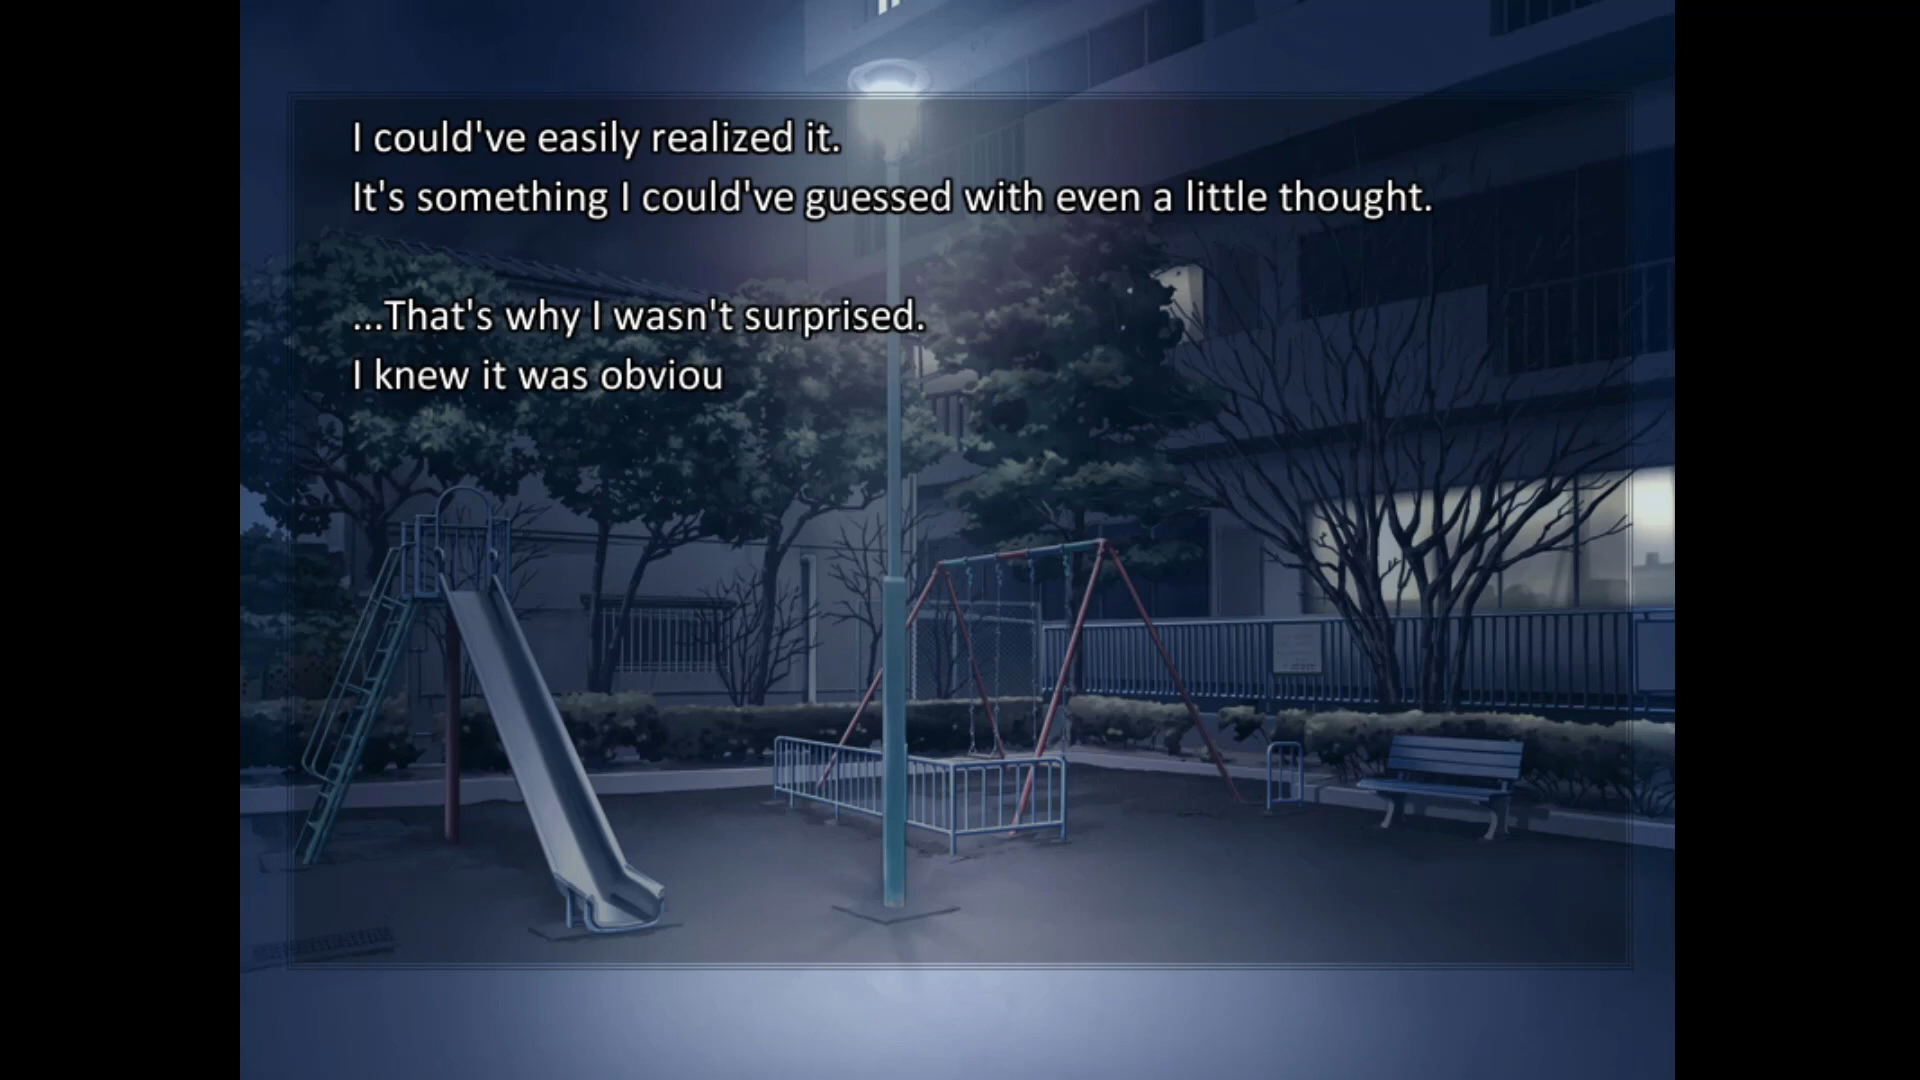 I could've easily realized it.
It's something I could've guessed with even a little thought.
...That's why I wasn't surprised.
I knew it was obviou